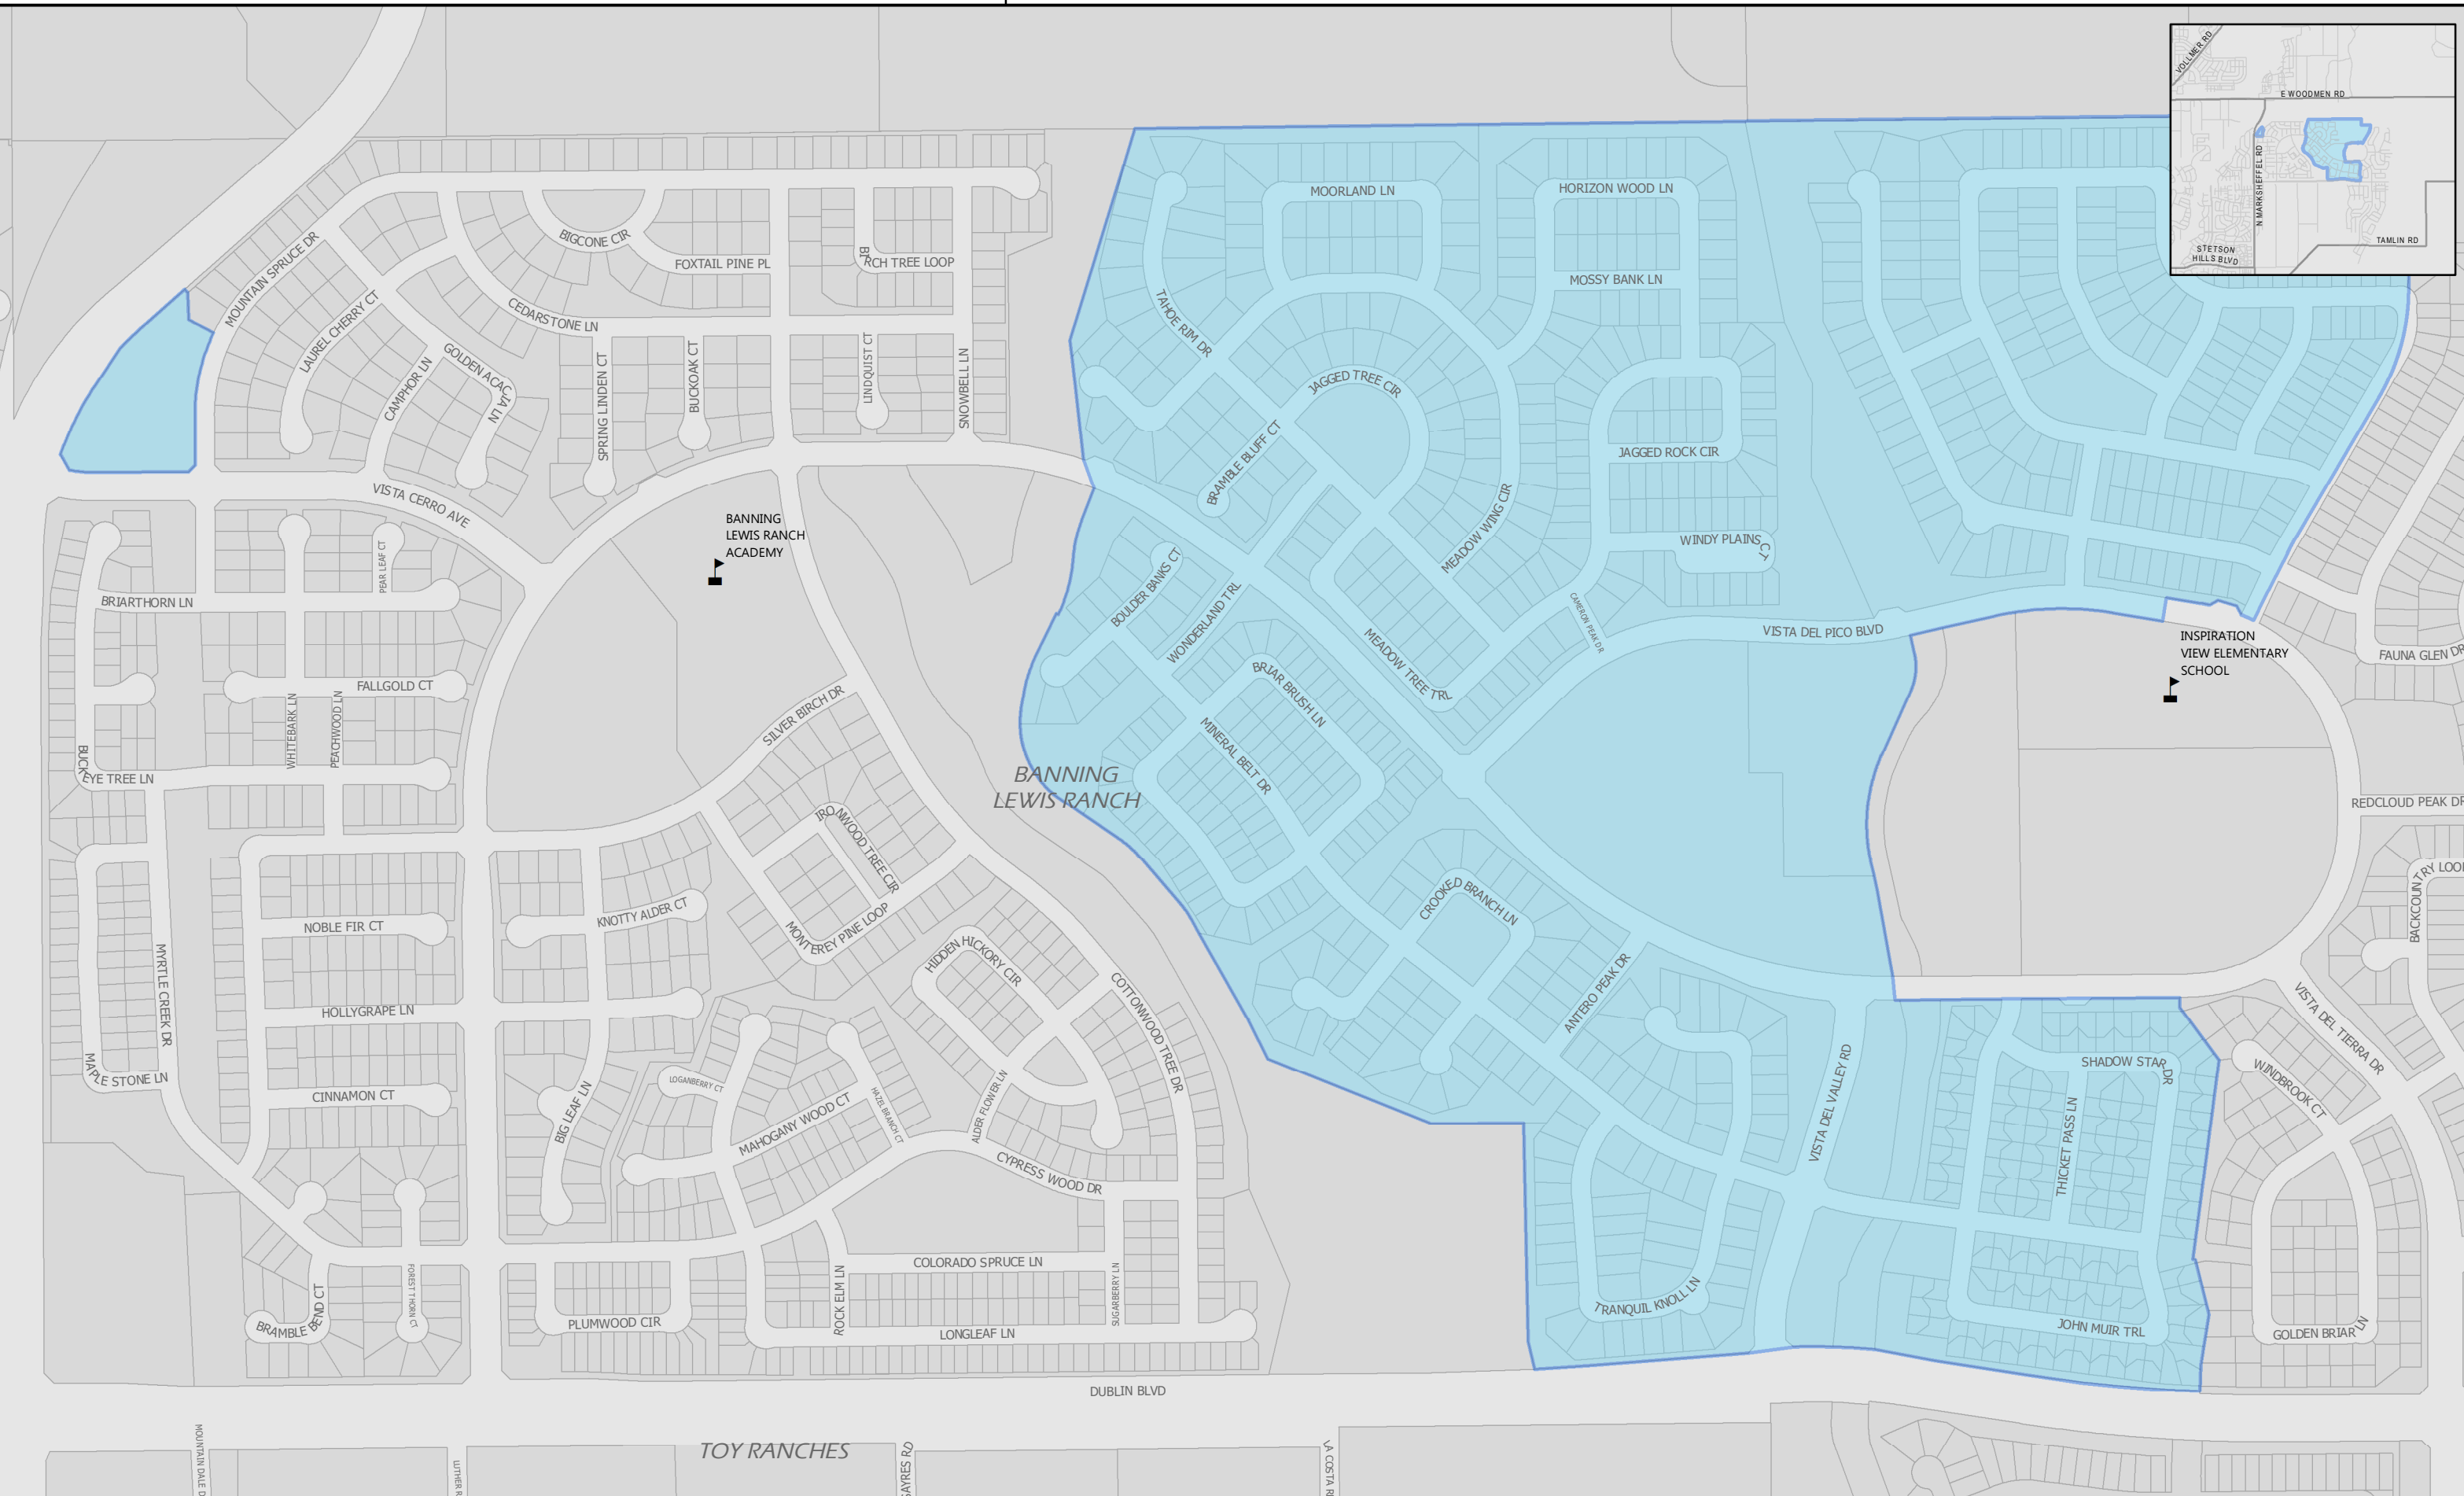 VOLLMER RD
E WOODMEN RD
N MARKSHEFFEL RD
TAMLIN RD
STETSON
HILLS BLVD
MOORLAND LN
HORIZON WOOD LN
MOUNTAIN SPRUCE DR
BIGCONE CIR
FOXTAIL PINE PL
BIRCH TREE LOOP
MOSSY BANK LN
LAUREL CHERRY CT
CEDARSTONE LN
TAHOE RIM DR
CAMPHOR LN
GOLDEN ACACIA LN
SPRING LINDEN CT
BUCKOAK CT
LINDQUIST CT
SNOWBELL LN
JAGGED TREE CIR
BRAMBLE BLUFF CT
JAGGED ROCK CIR
VISTA CERRO AVE
MEADOW WING CIR
BANNING
LEWIS RANCH
ACADEMY
WINDY PLAINS CT
PEAR LEAF CT
BOULDER BANKS CT
BRIARTHORN LN
WONDERLAND TRL
CAMERON PEAK DR
VISTA DEL PICO BLVD
INSPIRATION
VIEW ELEMENTARY
SCHOOL
FAUNA GLEN DR
MEADOW TREE TRL
FALLGOLD CT
BRIAR BRUSH LN
SILVER BIRCH DR
WHITEBARK LN
PEACHWOOD LN
MINERAL BELT DR
BUCKEYE TREE LN
BANNING
LEWIS RANCH
REDCLOUD PEAK DR
IRONWOOD TREE CIR
BACKCOUNTRY LOOP
CROOKED BRANCH LN
KNOTTY ALDER CT
NOBLE FIR CT
MONTEREY PINE LOOP
HIDDEN HICKORY CIR
MYRTLE CREEK DR
ANTERO PEAK DR
HOLLYGRAPE LN
COTTONWOOD TREE DR
VISTA DEL TIERRA DR
MAPLE STONE LN
SHADOW STAR DR
WINDBROOK CT
LOGANBERRY CT
CINNAMON CT
BIG LEAF LN
MAHOGANY WOOD CT
HAZEL BRANCH CT
ALDER FLOWER LN
VISTA DEL VALLEY RD
THICKET PASS LN
CYPRESS WOOD DR
COLORADO SPRUCE LN
ROCK ELM LN
SUGARBERRY LN
FOREST THORN CT
BRAMBLE BEND CT
PLUMWOOD CIR
LONGLEAF LN
TRANQUIL KNOLL LN
JOHN MUIR TRL
GOLDEN BRIAR LN
DUBLIN BLVD
TOY RANCHES
MOUNTAIN DALE D
LUTHER R
SAYRES RD